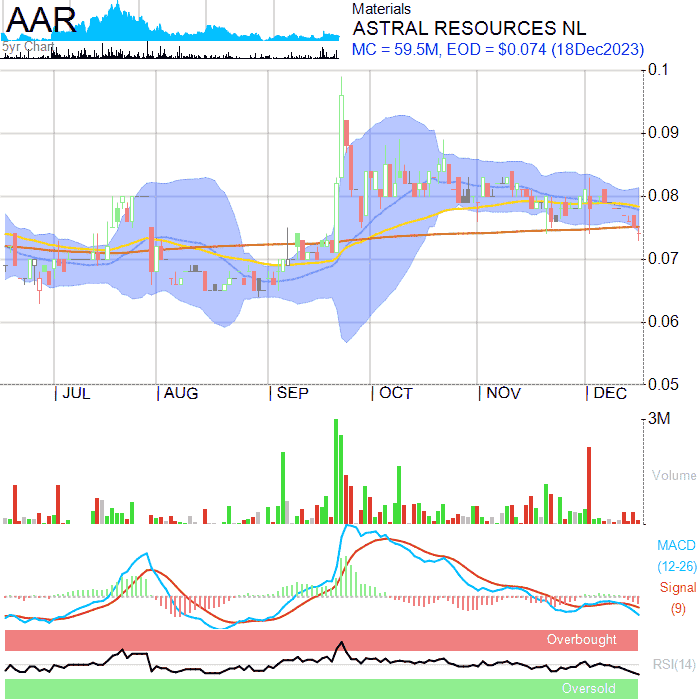 AAR
5yr Chart
Materials
ASTRAL RESOURCES NL
MC = 59.5M, EOD = $0.074 (18Dec2023)
0.1
0.09
0.08
0.07
0.06
0.05
JUL
AUG
SEP
OCT
NOV
DEC
3M
Volume
MACD
(12-26)
Signal
(9)
Overbought
RSI(14)
Oversold